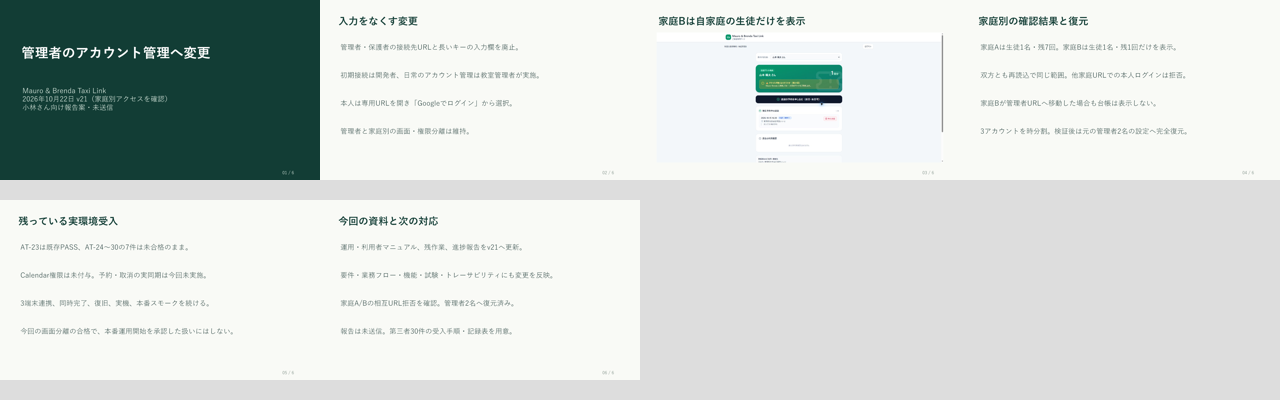 管理者のアカウント管理へ変更
Mauro & Brenda Taxi Link
2026年10月22日 v21（家庭別アクセスを確認）
小林さん向け報告案・未送信
01 / 6
入力をなくす変更
管理者・保護者の接続先URLと長いキーの入力欄を廃止。
初期接続は開発者、日常のアカウント管理は教室管理者が実施。
本人は専用URLを開き「Googleでログイン」から選択。
管理者と家庭別の画面・権限分離は維持。
02 / 6
家庭Bは自家庭の生徒だけを表示
Mauro & Brenda Taxi Link
03 / 6
家庭別の確認結果と復元
家庭Aは生徒1名・残7回。家庭Bは生徒1名・残1回だけを表示。
双方とも再読込で同じ範囲。他家庭URLでの本人ログインは拒否。
家庭Bが管理者URLへ移動した場合も台帳は表示しない。
3アカウントを時分割。検証後は元の管理者2名の設定へ完全復元。
04 / 6
残っている実環境受入
AT-23は既存PASS、AT-24〜30の7件は未合格のまま。
Calendar権限は未付与。予約・取消の実同期は今回未実施。
3端末連携、同時完了、復旧、実機、本番スモークを続ける。
今回の画面分離の合格で、本番運用開始を承認した扱いにはしない。
05 / 6
今回の資料と次の対応
運用・利用者マニュアル、残作業、進捗報告をv21へ更新。
要件・業務フロー・機能・試験・トレーサビリティにも変更を反映。
家庭A/Bの相互URL拒否を確認。管理者2名へ復元済み。
報告は未送信。第三者30件の受入手順・記録表を用意。
06 / 6